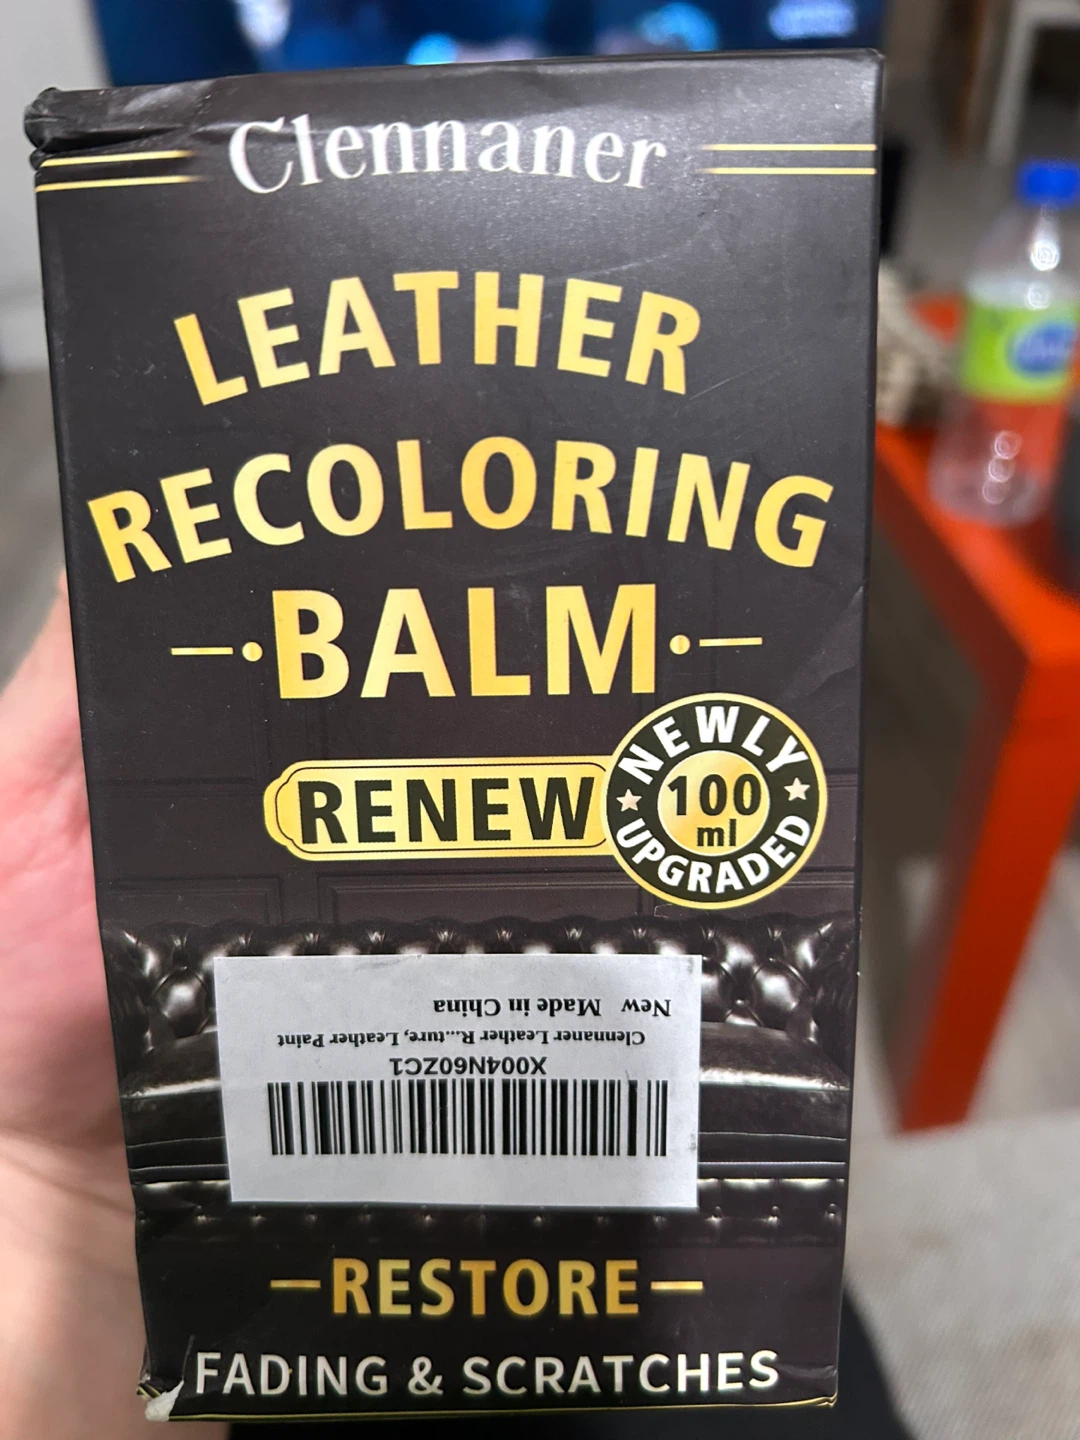 Clennaner
LEATHER
RECOLORING
BALM
RENEW
NEWLY
100
ml
UPGRADED
X004N60ZC1
Clennaner Leather R...ture, Leather Paint
New Made in China
RESTORE
FADING & SCRATCHES